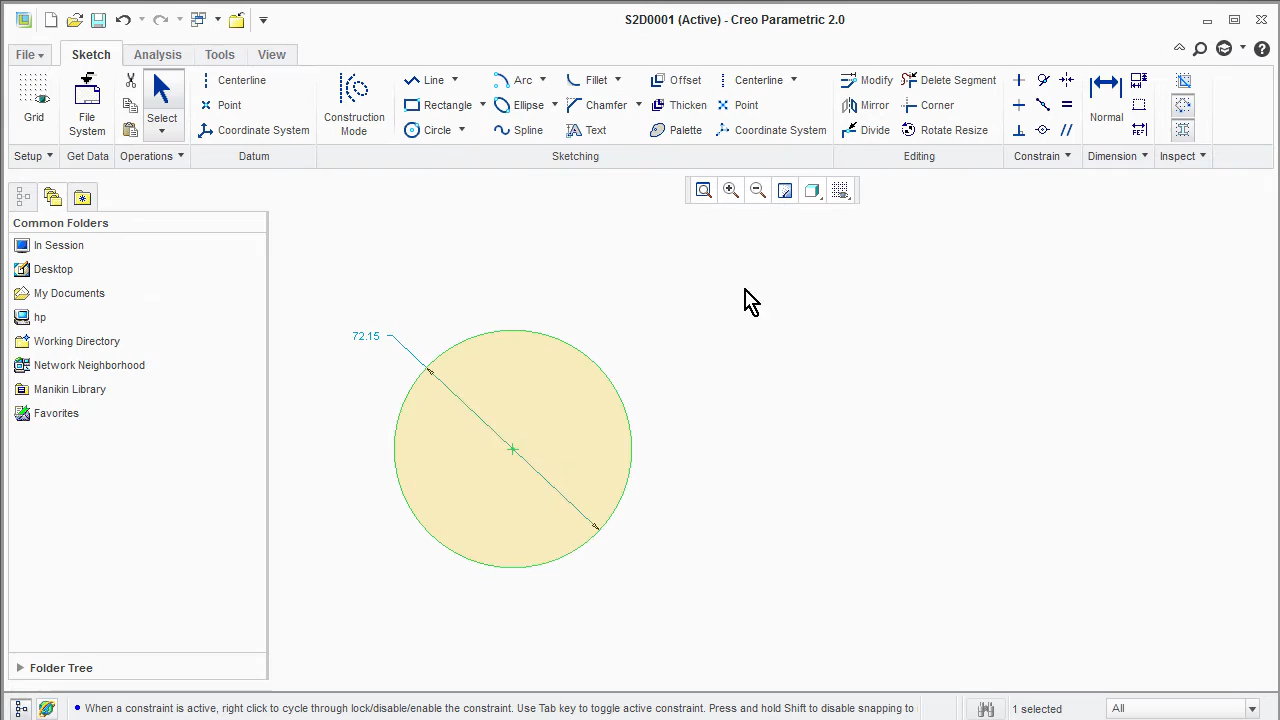 S2D0001 (Active) - Creo Parametric 2.0
File Sketch Analysis Tools View
Grid
File System
Select
Centerline
Point
Coordinate System
Construction Mode
Line Arc Fillet Offset Centerline
Rectangle Ellipse Chamfer Thicken Point
Circle Spline Text Palette Coordinate System
Modify Delete Segment
Mirror Corner
Divide Rotate Resize
Normal
Setup Get Data Operations Datum Sketching Editing Constrain Dimension Inspect
Common Folders
In Session
Desktop
My Documents
hp
Working Directory
Network Neighborhood
Manikin Library
Favorites
72.15
Folder Tree
When a constraint is active, right click to cycle through lock/disable/enable the constraint. Use Tab key to toggle active constraint. Press and hold Shift to disable snapping to
1 selected
All